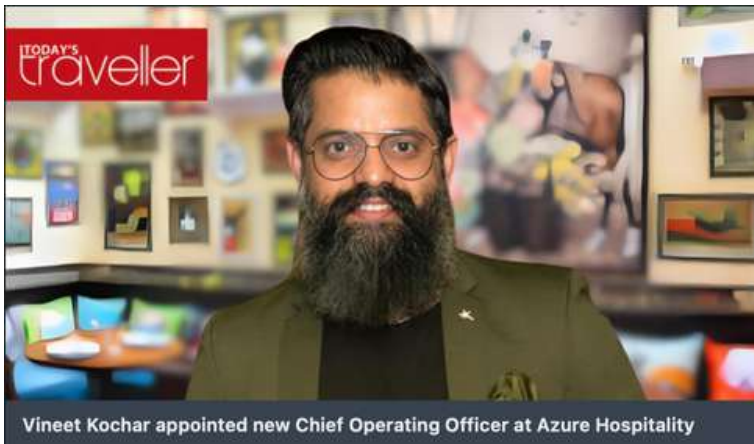 TODAY'S
traveller
Vineet Kochar appointed new Chief Operating Officer at Azure Hospitality